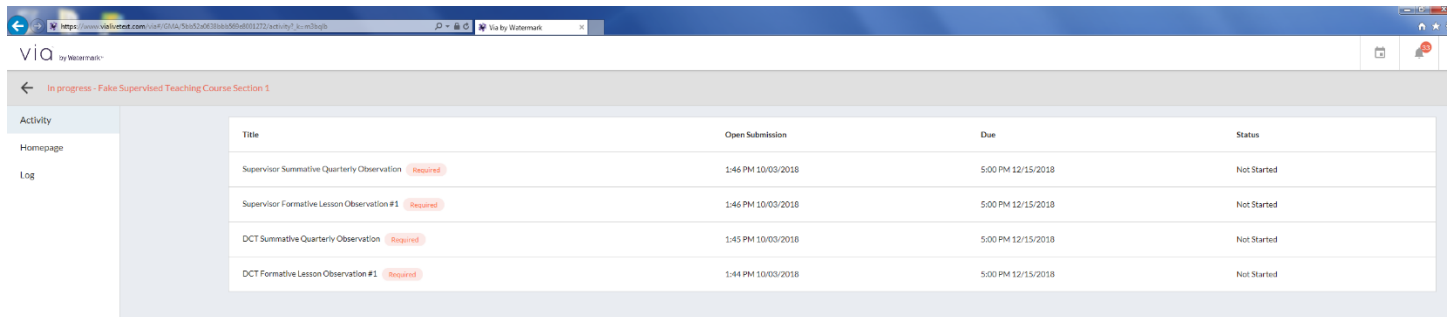 Via by Watermark
via by Watermark™
33
In progress - Fake Supervised Teaching Course Section 1
Activity
Homepage
Log
Title Open Submission Due Status
Supervisor Summative Quarterly Observation Required 1:46 PM 10/03/2018 5:00 PM 12/15/2018 Not Started
Supervisor Formative Lesson Observation #1 Required 1:46 PM 10/03/2018 5:00 PM 12/15/2018 Not Started
DCT Summative Quarterly Observation Required 1:45 PM 10/03/2018 5:00 PM 12/15/2018 Not Started
DCT Formative Lesson Observation #1 Required 1:44 PM 10/03/2018 5:00 PM 12/15/2018 Not Started